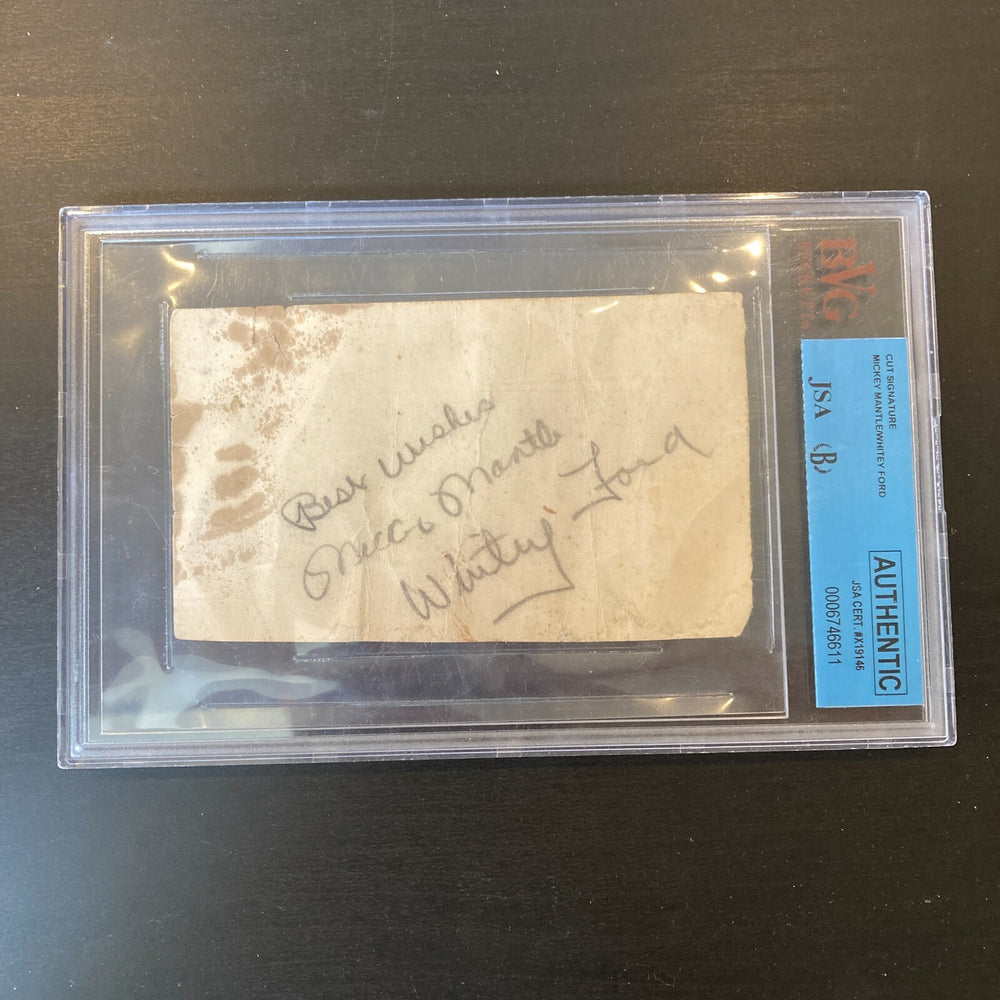 Best Wishes
Mickey Mantle
Whitey Ford
BVG
CUT SIGNATURE
MICKEY MANTLE/WHITEY FORD
JSA (B)
AUTHENTIC
JSA CERT. #X19146
0006746611